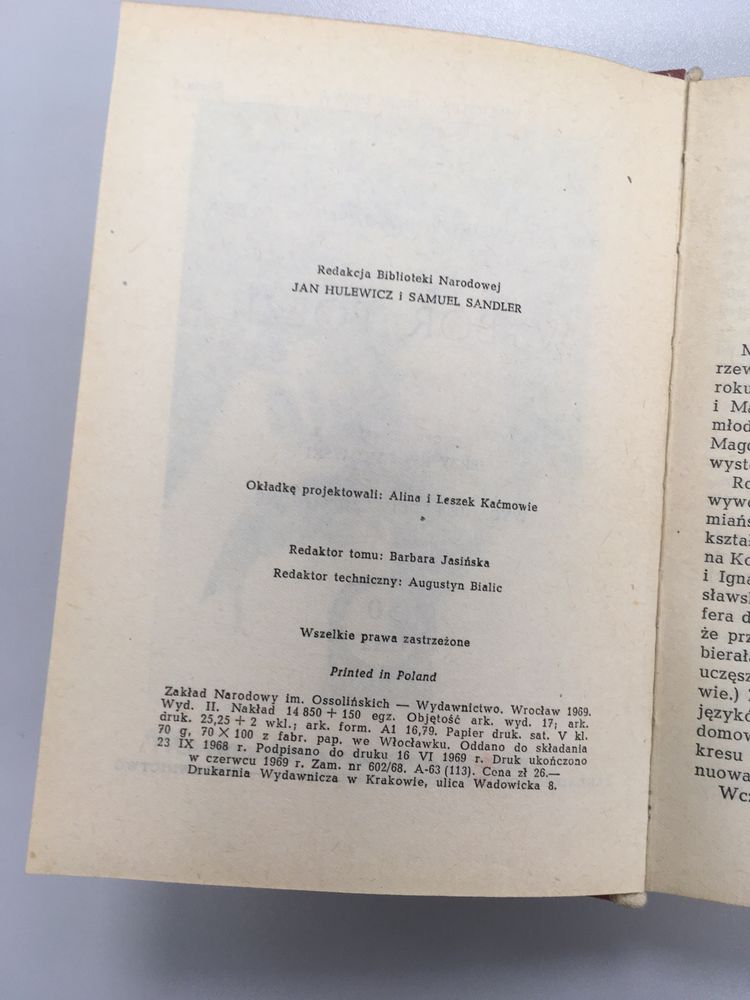 Redakcja Biblioteki Narodowej
JAN HULEWICZ i SAMUEL SANDLER
Okładkę projektowali: Alina i Leszek Kaćmowie
Redaktor tomu: Barbara Jasińska
Redaktor techniczny: Augustyn Bialic
Wszelkie prawa zastrzeżone
Printed in Poland
Zakład Narodowy im. Ossolińskich — Wydawnictwo. Wrocław 1969.
Wyd. II. Nakład 14 850 + 150 egz. Objętość ark. wyd. 17; ark.
druk. 25,25 + 2 wkl.; ark. form. A1 16,79. Papier druk. sat. V kl.
70 g, 70 × 100 z fabr. pap. we Włocławku. Oddano do składania
23 IX 1968 r. Podpisano do druku 16 VI 1969 r. Druk ukończono
w czerwcu 1969 r. Zam. nr 602/68. A-63 (113). Cena zł 26.—
Drukarnia Wydawnicza w Krakowie, ulica Wadowicka 8.
M
rzew
roku
i Ma
młod
Magd
wyst
Ro
wywo
miańs
kształ
na Ko
i Igna
sławsk
fera d
że prz
bierał
uczęsz
wie.)
językó
domow
kresu
nuowa
Wcz